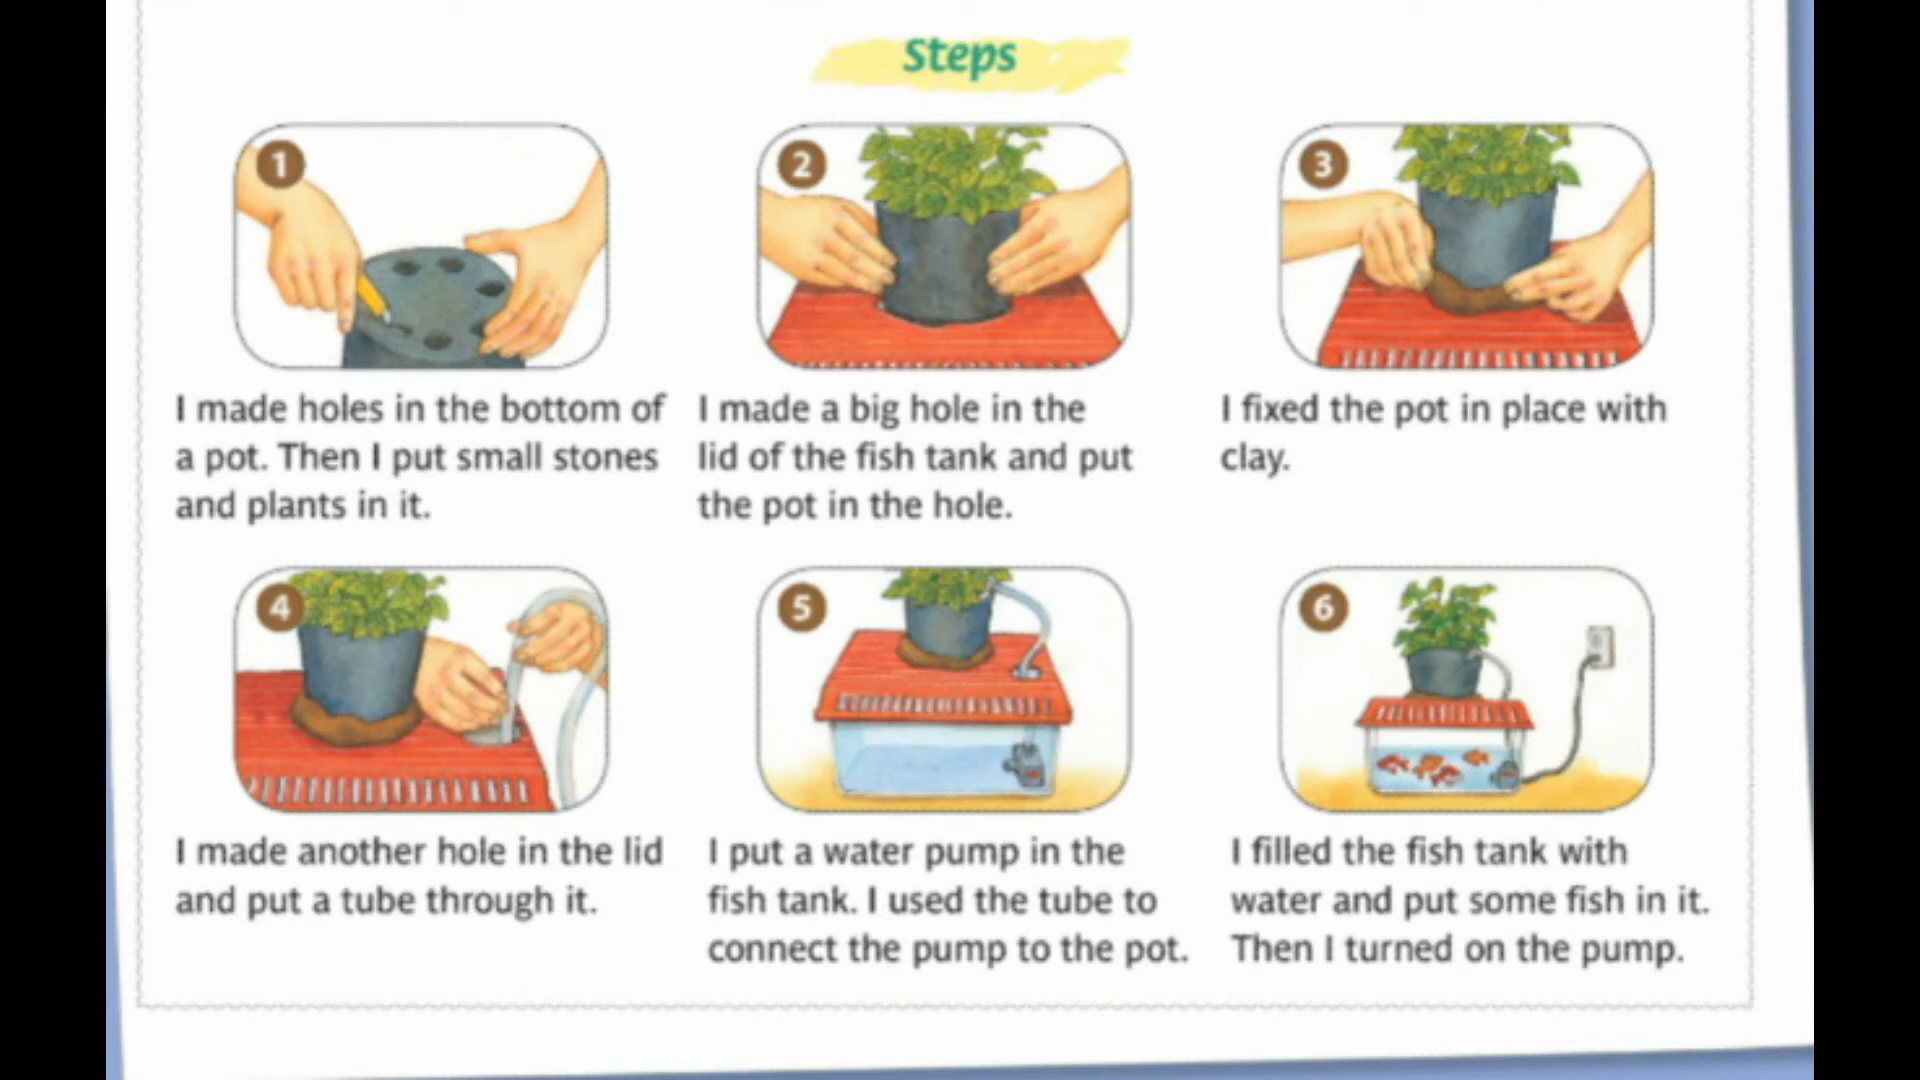 Steps
1
I made holes in the bottom of
a pot. Then I put small stones
and plants in it.
2
I made a big hole in the
lid of the fish tank and put
the pot in the hole.
3
I fixed the pot in place with
clay.
4
I made another hole in the lid
and put a tube through it.
5
I put a water pump in the
fish tank. I used the tube to
connect the pump to the pot.
6
I filled the fish tank with
water and put some fish in it.
Then I turned on the pump.